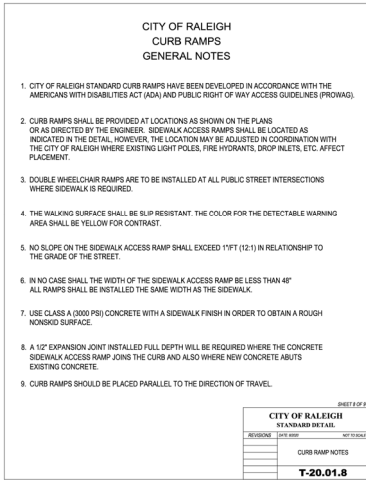 CITY OF RALEIGH
CURB RAMPS
GENERAL NOTES
1. CITY OF RALEIGH STANDARD CURB RAMPS HAVE BEEN DEVELOPED IN ACCORDANCE WITH THE
AMERICANS WITH DISABILITIES ACT (ADA) AND PUBLIC RIGHT OF WAY ACCESS GUIDELINES (PROWAG).
2. CURB RAMPS SHALL BE PROVIDED AT LOCATIONS AS SHOWN ON THE PLANS
OR AS DIRECTED BY THE ENGINEER. SIDEWALK ACCESS RAMPS SHALL BE LOCATED AS
INDICATED IN THE DETAIL, HOWEVER, THE LOCATION MAY BE ADJUSTED IN COORDINATION WITH
THE CITY OF RALEIGH WHERE EXISTING LIGHT POLES, FIRE HYDRANTS, DROP INLETS, ETC. AFFECT
PLACEMENT.
3. DOUBLE WHEELCHAIR RAMPS ARE TO BE INSTALLED AT ALL PUBLIC STREET INTERSECTIONS
WHERE SIDEWALK IS REQUIRED.
4. THE WALKING SURFACE SHALL BE SLIP RESISTANT. THE COLOR FOR THE DETECTABLE WARNING
AREA SHALL BE YELLOW FOR CONTRAST.
5. NO SLOPE ON THE SIDEWALK ACCESS RAMP SHALL EXCEED 1"/FT (12:1) IN RELATIONSHIP TO
THE GRADE OF THE STREET.
6. IN NO CASE SHALL THE WIDTH OF THE SIDEWALK ACCESS RAMP BE LESS THAN 48"
ALL RAMPS SHALL BE INSTALLED THE SAME WIDTH AS THE SIDEWALK.
7. USE CLASS A (3000 PSI) CONCRETE WITH A SIDEWALK FINISH IN ORDER TO OBTAIN A ROUGH
NONSKID SURFACE.
8. A 1/2" EXPANSION JOINT INSTALLED FULL DEPTH WILL BE REQUIRED WHERE THE CONCRETE
SIDEWALK ACCESS RAMP JOINS THE CURB AND ALSO WHERE NEW CONCRETE ABUTS
EXISTING CONCRETE.
9. CURB RAMPS SHOULD BE PLACED PARALLEL TO THE DIRECTION OF TRAVEL.
SHEET 8 OF
CITY OF RALEIGH
STANDARD DETAIL
REVISIONS DATE: NOT TO SCALE
CURB RAMP NOTES
T-20.01.8